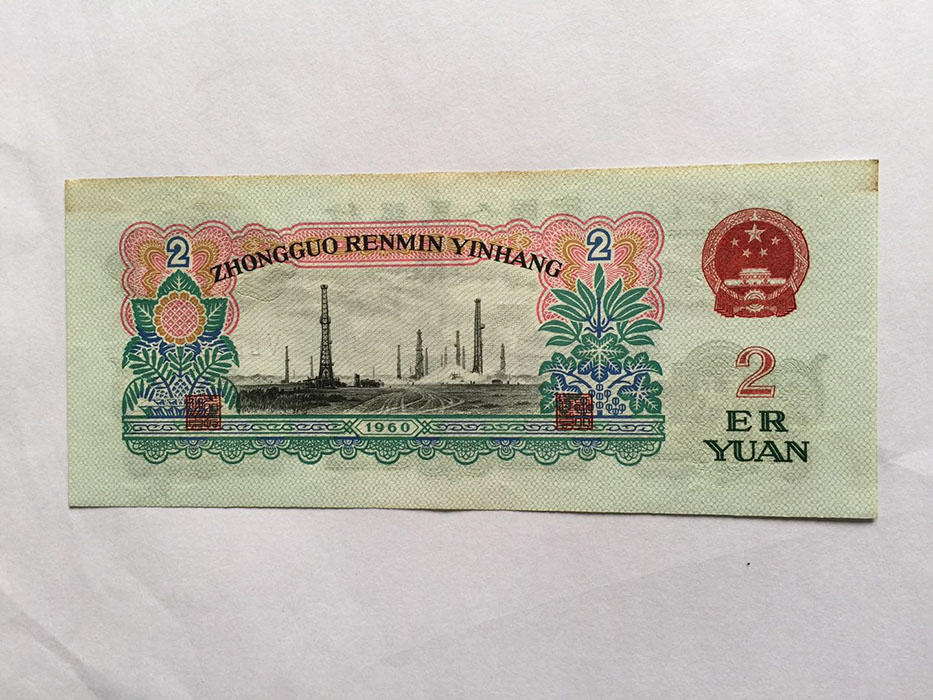 2
2
ZHONGGUO RENMIN YINHANG
2
ER
YUAN
1960